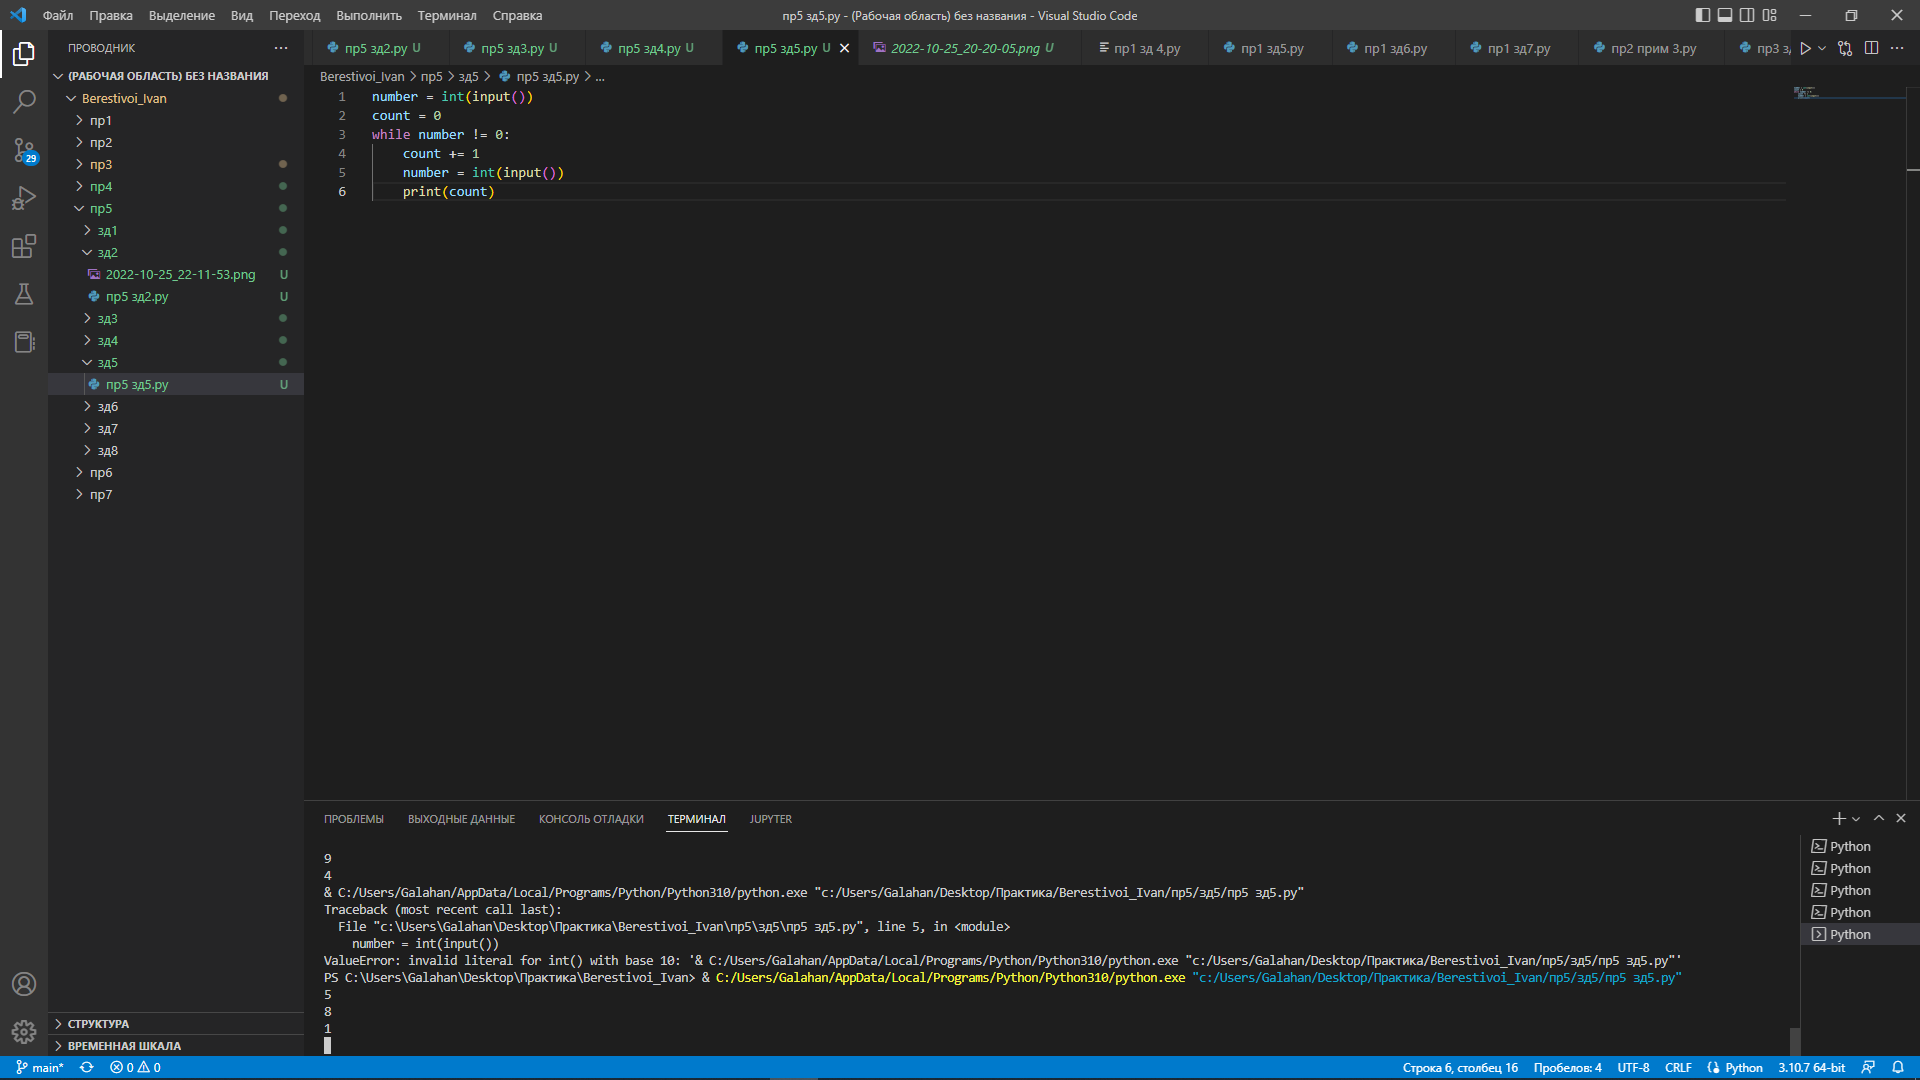 Файл Правка Выделение Вид Переход Выполнить Терминал Справка
пр5 зд5.py - (Рабочая область) без названия - Visual Studio Code
ПРОВОДНИК
пр5 зд2.py U
пр5 зд3.py U
пр5 зд4.py U
пр5 зд5.py U
2022-10-25_20-20-05.png U
пр1 зд 4,py
пр1 зд5.py
пр1 зд6.py
пр1 зд7.py
пр2 прим 3.py
пр3 з
(РАБОЧАЯ ОБЛАСТЬ) БЕЗ НАЗВАНИЯ
Berestivoi_Ivan
пр1
пр2
пр3
пр4
пр5
зд1
зд2
2022-10-25_22-11-53.png U
пр5 зд2.py U
зд3
зд4
зд5
пр5 зд5.py U
зд6
зд7
зд8
пр6
пр7
29
СТРУКТУРА
ВРЕМЕННАЯ ШКАЛА
Berestivoi_Ivan > пр5 > зд5 > пр5 зд5.py > ...
1 number = int(input())
2 count = 0
3 while number != 0:
4 count += 1
5 number = int(input())
6 print(count)
ПРОБЛЕМЫ ВЫХОДНЫЕ ДАННЫЕ КОНСОЛЬ ОТЛАДКИ ТЕРМИНАЛ JUPYTER
9
4
& C:/Users/Galahan/AppData/Local/Programs/Python/Python310/python.exe "c:/Users/Galahan/Desktop/Практика/Berestivoi_Ivan/пр5/зд5/пр5 зд5.py"
Traceback (most recent call last):
File "c:\Users\Galahan\Desktop\Практика\Berestivoi_Ivan\пр5\зд5\пр5 зд5.py", line 5, in <module>
number = int(input())
ValueError: invalid literal for int() with base 10: '& C:/Users/Galahan/AppData/Local/Programs/Python/Python310/python.exe "c:/Users/Galahan/Desktop/Практика/Berestivoi_Ivan/пр5/зд5/пр5 зд5.py"'
PS C:\Users\Galahan\Desktop\Практика\Berestivoi_Ivan> & C:/Users/Galahan/AppData/Local/Programs/Python/Python310/python.exe "c:/Users/Galahan/Desktop/Практика/Berestivoi_Ivan/пр5/зд5/пр5 зд5.py"
5
8
1
Python
Python
Python
Python
Python
main* 0 0
Строка 6, столбец 16 Пробелов: 4 UTF-8 CRLF Python 3.10.7 64-bit